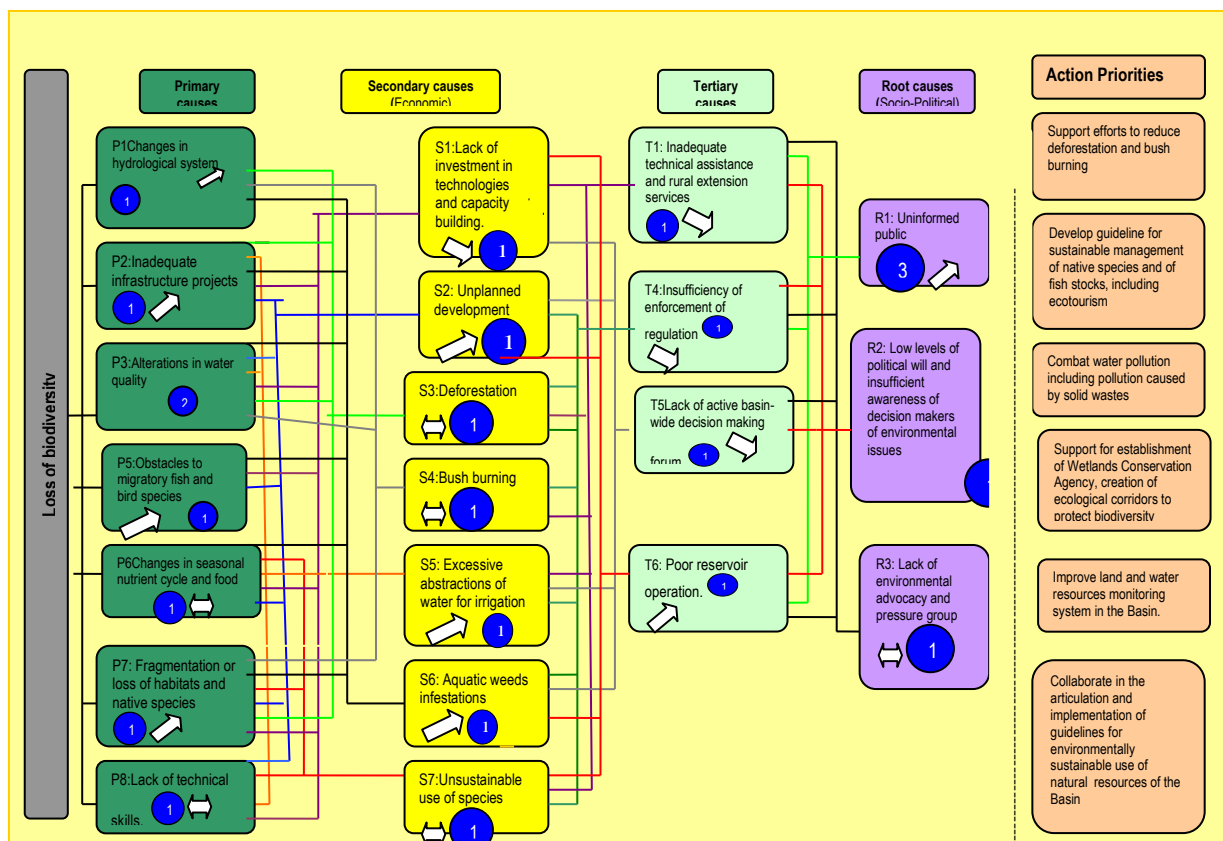 Loss of biodiversity
Primary
causes
P1Changes in
hydrological system
1
P2:Inadequate
infrastructure projects
1
P3:Alterations in water
quality
2
P5:Obstacles to
migratory fish and
bird species
1
P6Changes in seasonal
nutrient cycle and food
1
P7: Fragmentation or
loss of habitats and
native species
1
P8:Lack of technical
skills.
1
Secondary causes
(Economic)
S1:Lack of
investment in
technologies
and capacity
building.
1
S2: Unplanned
development
1
S3:Deforestation
1
S4:Bush burning
1
S5: Excessive
abstractions of
water for irrigation
1
S6: Aquatic weeds
infestations
1
S7:Unsustainable
use of species
1
Tertiary
causes
T1: Inadequate
technical assistance
and rural extension
services
1
T4:Insufficiency of
enforcement of
regulation
1
T5Lack of active basin-
wide decision making
forum
1
T6: Poor reservoir
operation.
1
Root causes
(Socio-Political)
R1: Uninformed
public
3
R2: Low levels of
political will and
insufficient
awareness of
decision makers
of environmental
issues
R3: Lack of
environmental
advocacy and
pressure group
1
Action Priorities
Support efforts to reduce
deforestation and bush
burning
Develop guideline for
sustainable management
of native species and of
fish stocks, including
ecotourism
Combat water pollution
including pollution caused
by solid wastes
Support for establishment
of Wetlands Conservation
Agency, creation of
ecological corridors to
protect biodiversity
Improve land and water
resources monitoring
system in the Basin.
Collaborate in the
articulation and
implementation of
guidelines for
environmentally
sustainable use of
natural resources of the
Basin